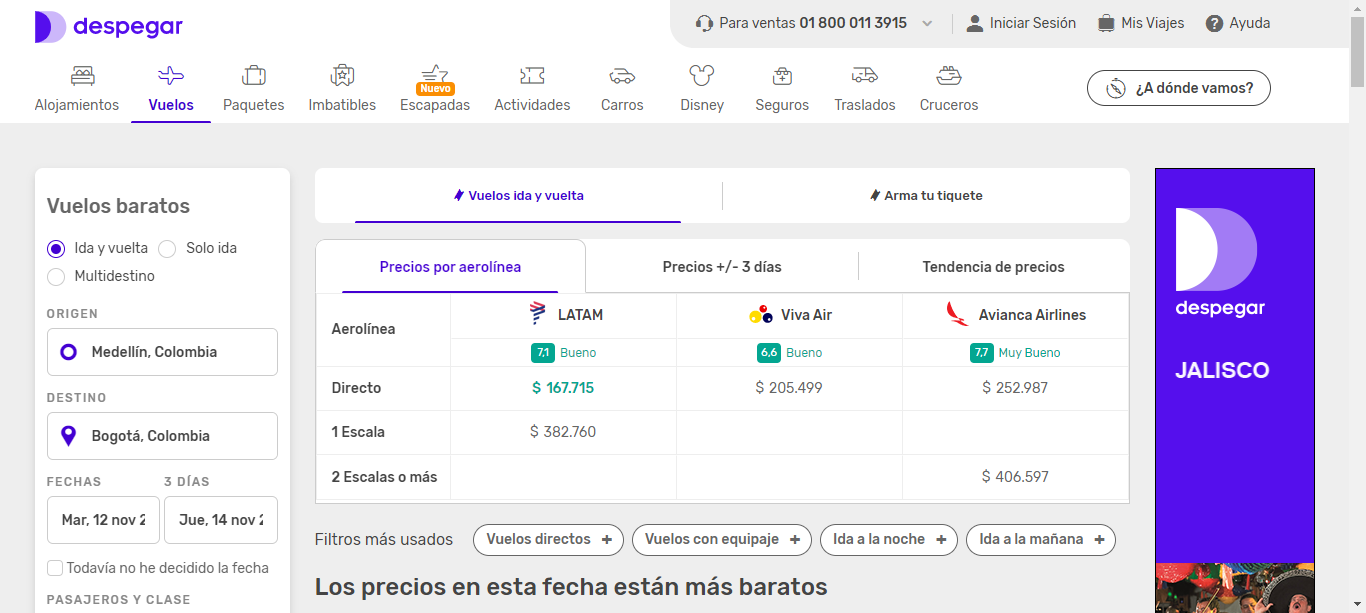 despegar
Para ventas 01 800 011 3915
Iniciar Sesión
Mis Viajes
Ayuda
Alojamientos
Vuelos
Paquetes
Imbatibles
Nuevo
Escapadas
Actividades
Carros
Disney
Seguros
Traslados
Cruceros
¿A dónde vamos?
Vuelos baratos
Ida y vuelta
Solo ida
Multidestino
ORIGEN
Medellín, Colombia
DESTINO
Bogotá, Colombia
FECHAS
3 DÍAS
Mar, 12 nov 2
Jue, 14 nov 2
Todavía no he decidido la fecha
PASAJEROS Y CLASE
Vuelos ida y vuelta
Arma tu tiquete
Precios por aerolínea
Precios +/- 3 días
Tendencia de precios
Aerolínea
LATAM
Viva Air
Avianca Airlines
7,1 Bueno
6,6 Bueno
7,7 Muy Bueno
Directo
$ 167.715
$ 205.499
$ 252.987
1 Escala
$ 382.760
2 Escalas o más
$ 406.597
Filtros más usados
Vuelos directos +
Vuelos con equipaje +
Ida a la noche +
Ida a la mañana +
Los precios en esta fecha están más baratos
despegar
JALISCO